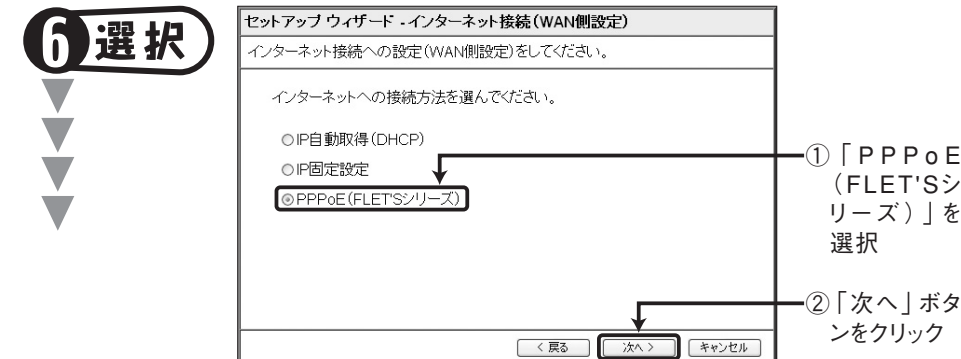 6 選択
セットアップ ウィザード - インターネット接続(WAN側設定)
インターネット接続への設定(WAN側設定)をしてください。
インターネットへの接続方法を選んでください。
IP自動取得(DHCP)
IP固定設定
PPPoE(FLET'Sシリーズ)
< 戻る
次へ >
キャンセル
①「PPPoE
(FLET'Sシ
リーズ)」を
選択
②「次へ」ボタ
ンをクリック